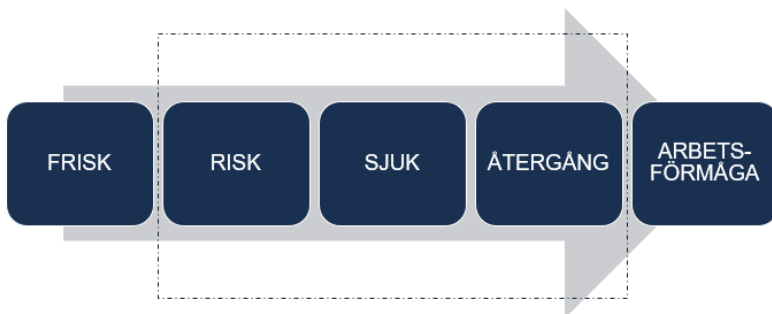 FRISK
RISK
SJUK
ÅTERGÅNG
ARBETS-
FÖRMÅGA